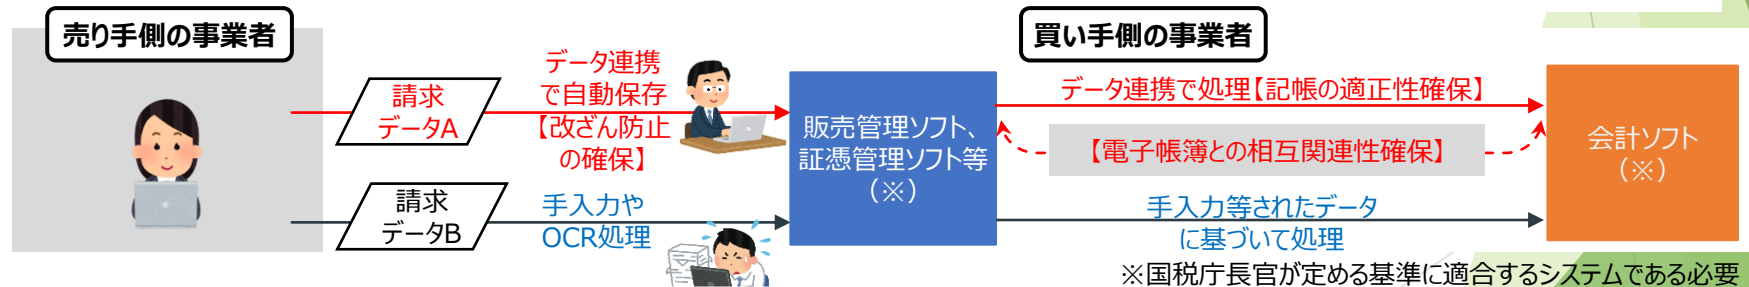 売り手側の事業者
請求
データA
データ連携
で自動保存
【改ざん防止
の確保】
請求
データB
手入力や
OCR処理
販売管理ソフト、
証憑管理ソフト等
（※）
買い手側の事業者
データ連携で処理【記帳の適正性確保】
【電子帳簿との相互関連性確保】
手入力等されたデータ
に基づいて処理
会計ソフト
（※）
※国税庁長官が定める基準に適合するシステムである必要